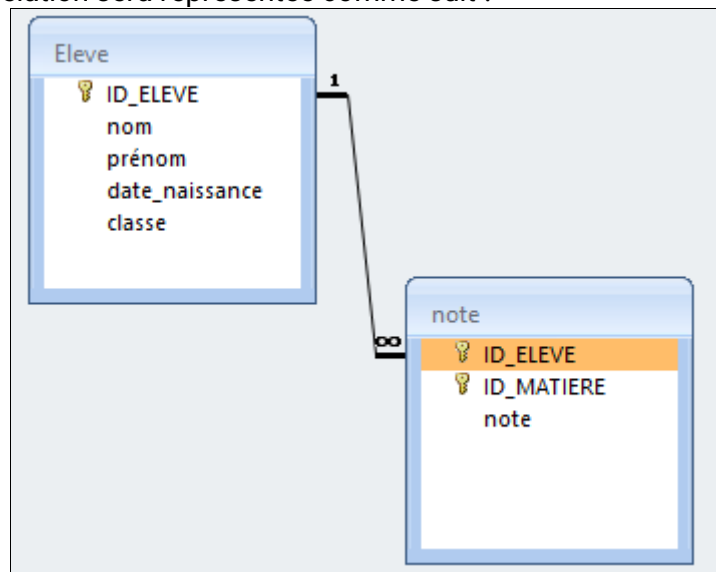 Eleve
ID_ELEVE
nom
prénom
date_naissance
classe
1
∞
note
ID_ELEVE
ID_MATIERE
note